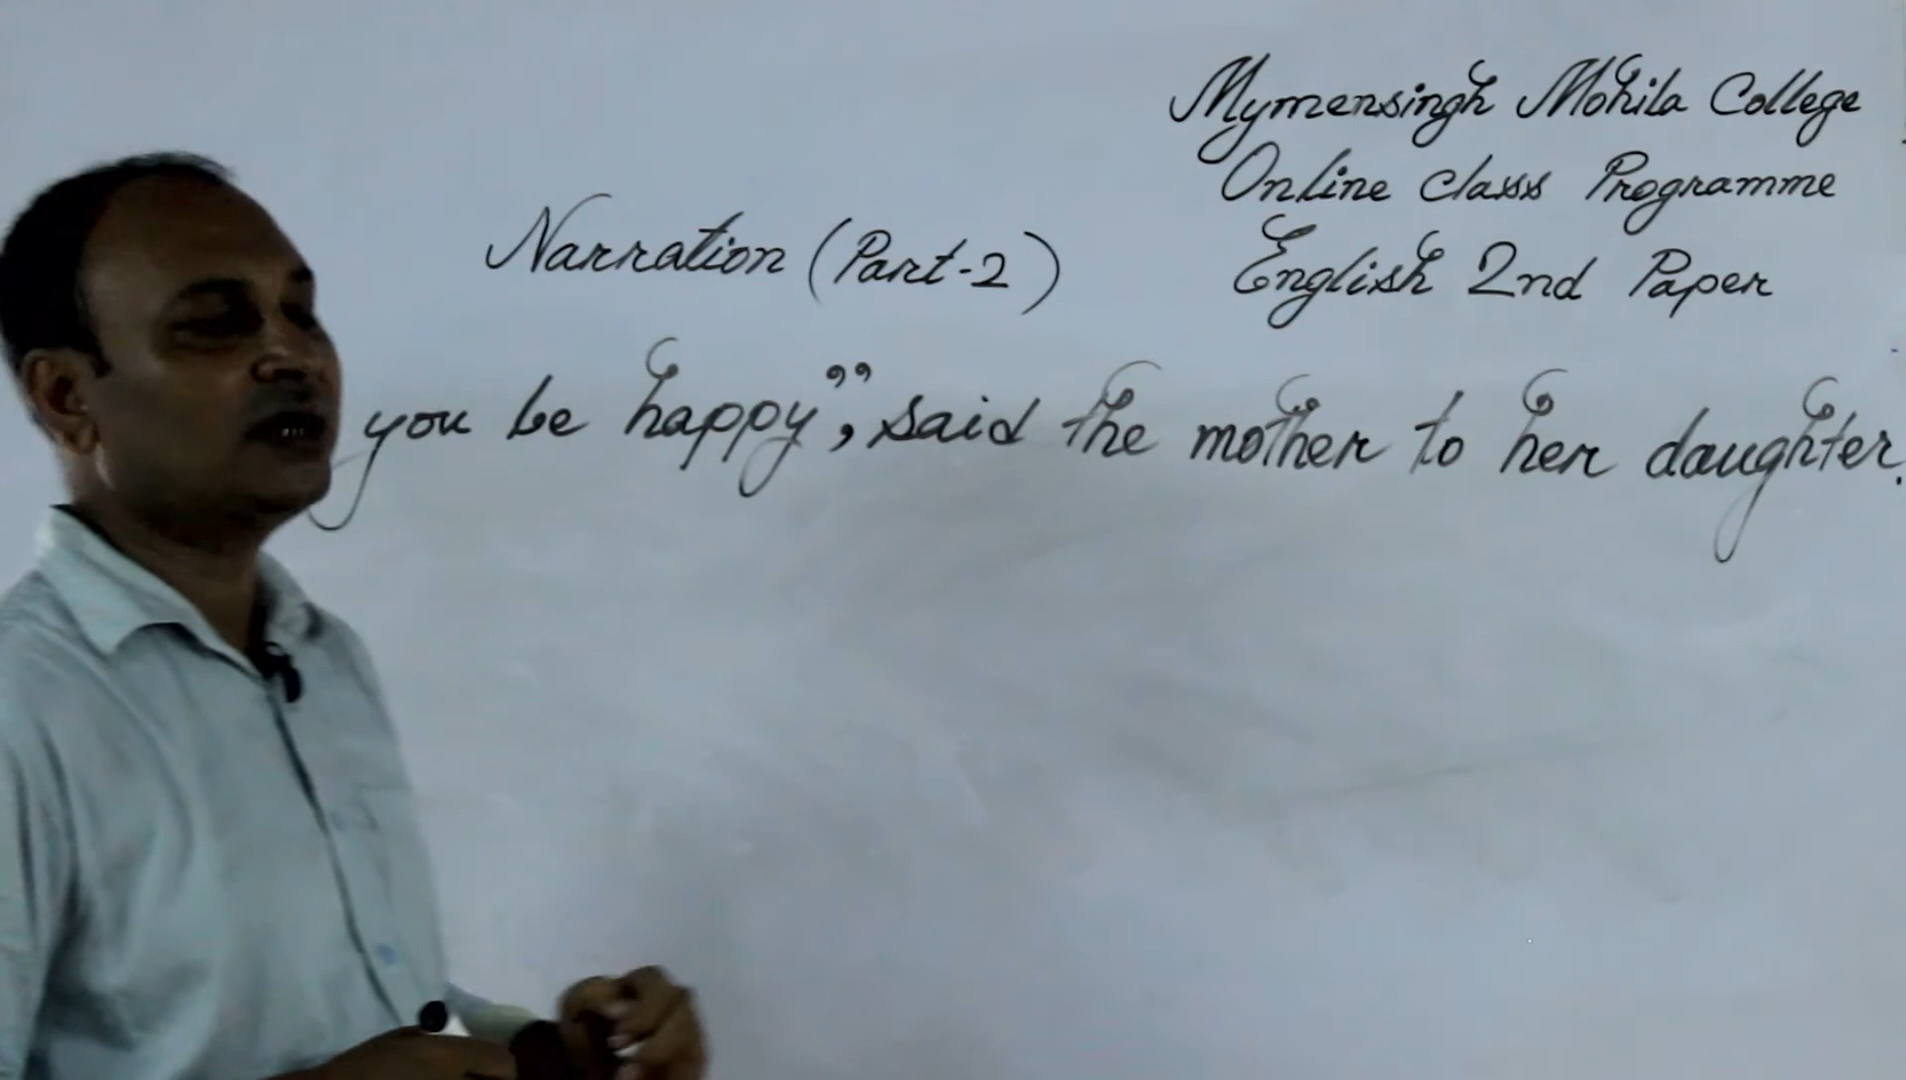 Mymensingh Mohila College
Online class Programme
Narration (Part-2)
English 2nd Paper
you be happy", said the mother to her daughter.